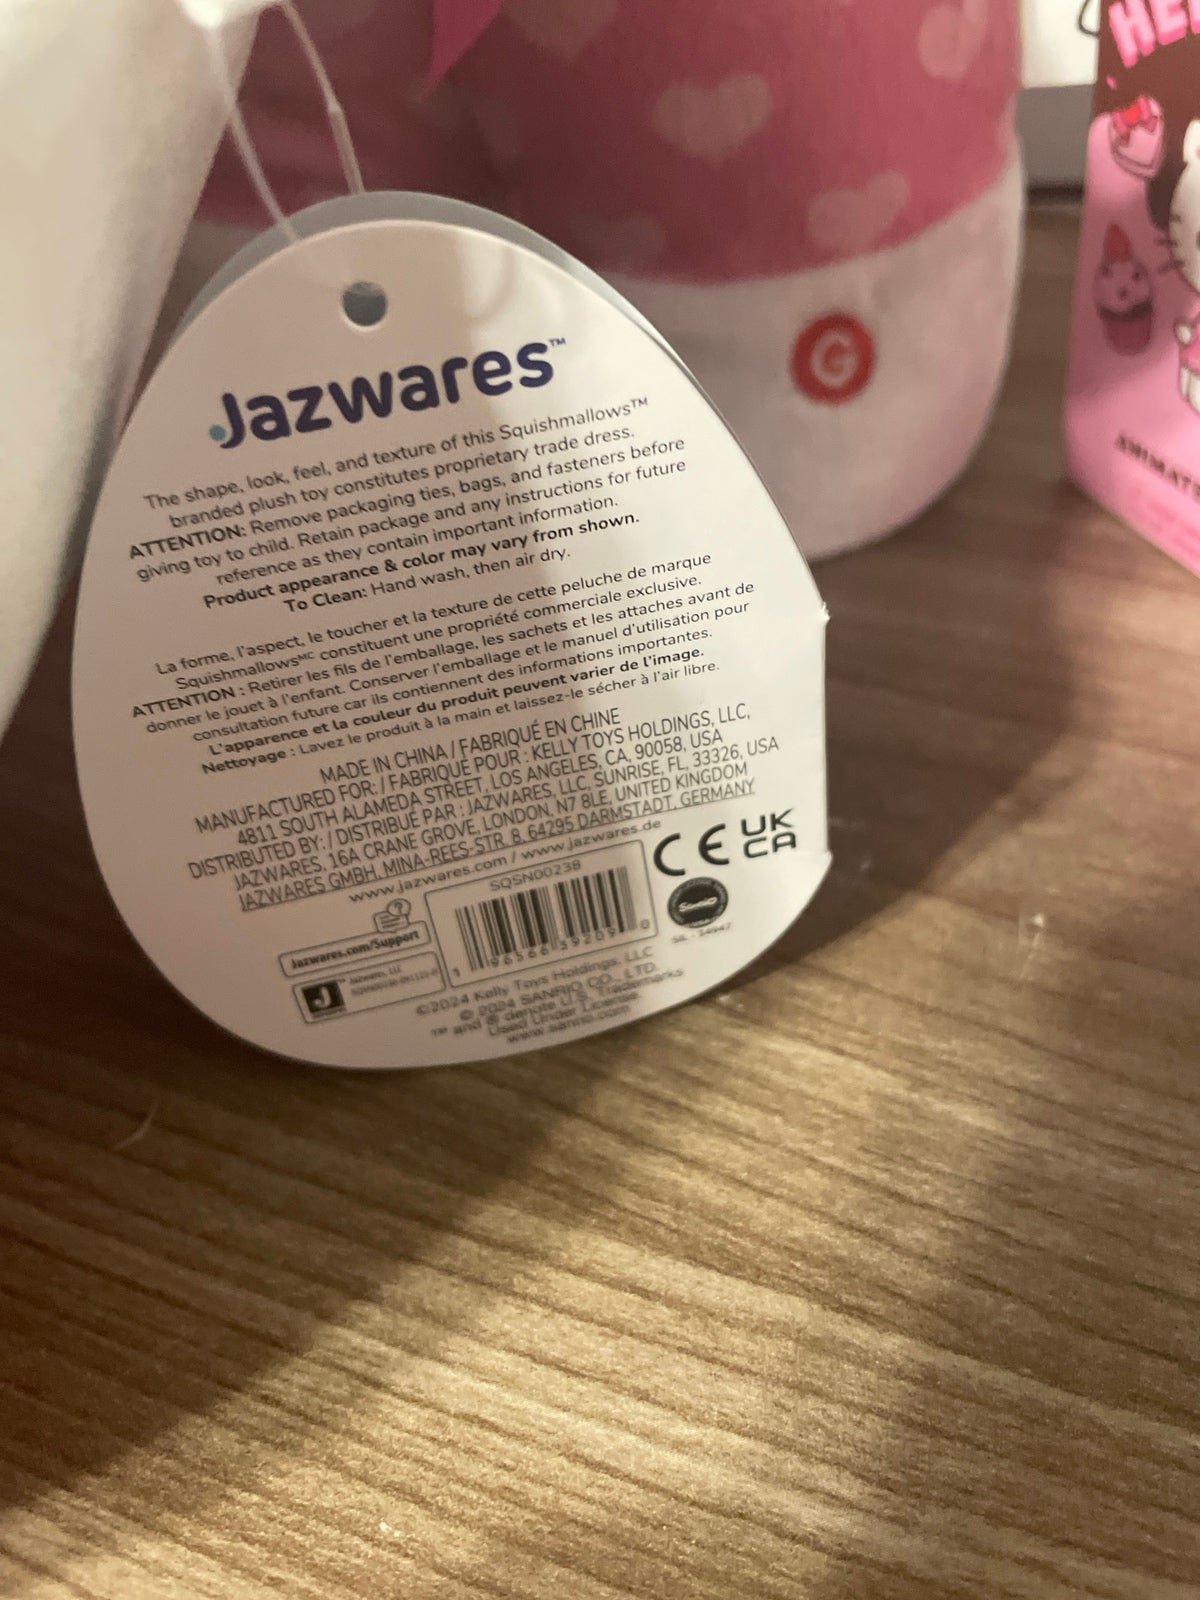 Jazwares™
The shape, look, feel, and texture of this Squishmallows™
branded plush toy constitutes proprietary trade dress.
ATTENTION: Remove packaging ties, bags, and fasteners before
giving toy to child. Retain package and any instructions for future
reference as they contain important information.
Product appearance & color may vary from shown.
To Clean: Hand wash, then air dry.
La forme, l'aspect, le toucher et la texture de cette peluche de marque
Squishmallowsᴹᶜ constituent une propriété commerciale exclusive.
ATTENTION : Retirer les fils de l'emballage, les sachets et les attaches avant de
donner le jouet à l'enfant. Conserver l'emballage et le manuel d'utilisation pour
consultation future car ils contiennent des informations importantes.
L'apparence et la couleur du produit peuvent varier de l'image.
Nettoyage : Lavez le produit à la main et laissez-le sécher à l'air libre.
MADE IN CHINA / FABRIQUÉ EN CHINE
MANUFACTURED FOR: / FABRIQUÉ POUR : KELLY TOYS HOLDINGS, LLC,
4811 SOUTH ALAMEDA STREET, LOS ANGELES, CA, 90058, USA
DISTRIBUTED BY: / DISTRIBUÉ PAR : JAZWARES, LLC, SUNRISE, FL, 33326, USA
JAZWARES, 16A CRANE GROVE, LONDON, N7 8LE, UNITED KINGDOM
JAZWARES GMBH, MINA-REES-STR. 8, 64295 DARMSTADT, GERMANY
www.jazwares.com / www.jazwares.de
CE UK
CA
SQSN00238
Jazwares.com/Support
Sanrio
J
Jazwares, LLC
©2024 Kelly Toys Holdings, LLC
© 2024 SANRIO CO., LTD.
™ and ® denote U.S. Trademarks
Used Under License.
www.sanrio.com
G
HE